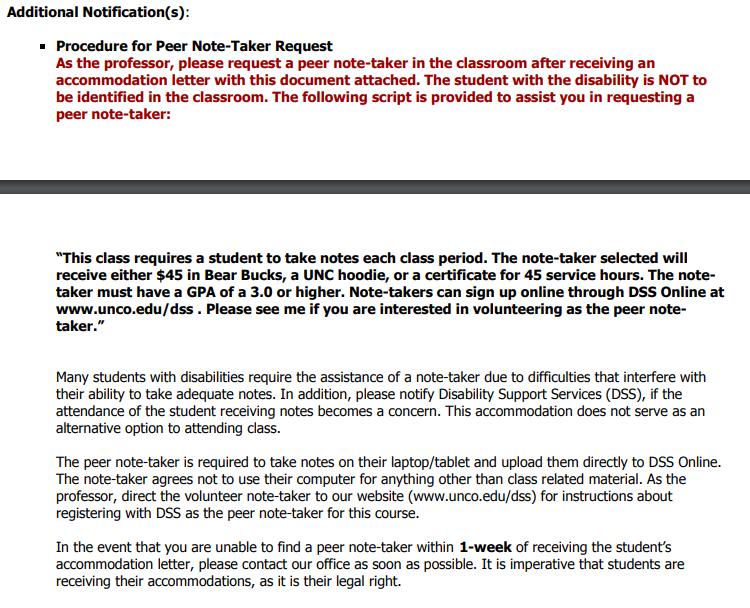 Additional Notification(s):
▪ Procedure for Peer Note-Taker Request
As the professor, please request a peer note-taker in the classroom after receiving an
accommodation letter with this document attached. The student with the disability is NOT to
be identified in the classroom. The following script is provided to assist you in requesting a
peer note-taker:
“This class requires a student to take notes each class period. The note-taker selected will
receive either $45 in Bear Bucks, a UNC hoodie, or a certificate for 45 service hours. The note-
taker must have a GPA of a 3.0 or higher. Note-takers can sign up online through DSS Online at
www.unco.edu/dss . Please see me if you are interested in volunteering as the peer note-
taker.”
Many students with disabilities require the assistance of a note-taker due to difficulties that interfere with
their ability to take adequate notes. In addition, please notify Disability Support Services (DSS), if the
attendance of the student receiving notes becomes a concern. This accommodation does not serve as an
alternative option to attending class.
The peer note-taker is required to take notes on their laptop/tablet and upload them directly to DSS Online.
The note-taker agrees not to use their computer for anything other than class related material. As the
professor, direct the volunteer note-taker to our website (www.unco.edu/dss) for instructions about
registering with DSS as the peer note-taker for this course.
In the event that you are unable to find a peer note-taker within 1-week of receiving the student’s
accommodation letter, please contact our office as soon as possible. It is imperative that students are
receiving their accommodations, as it is their legal right.